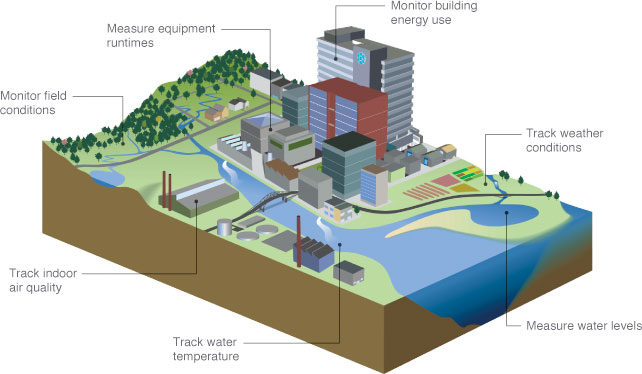 Monitor building
energy use
Measure equipment
runtimes
Monitor field
conditions
Track weather
conditions
Track indoor
air quality
Track water
temperature
Measure water levels